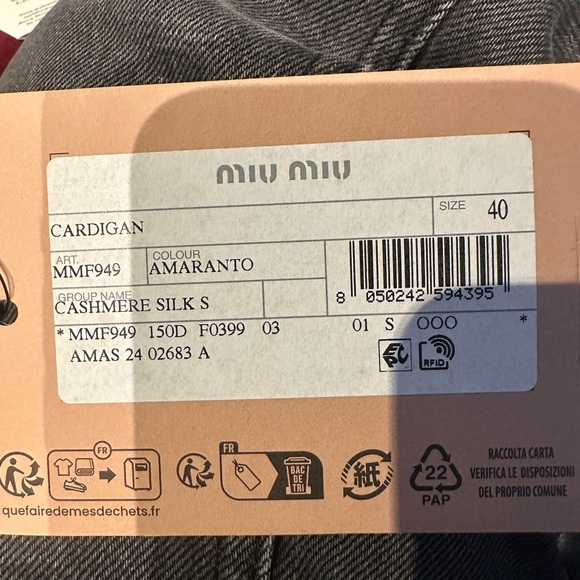 miu miu
CARDIGAN
SIZE 40
ART.
MMF949
COLOUR
AMARANTO
GROUP NAME
CASHMERE SILK S
8 050242 594395
* MMF949 150D F0399 03 01 S OOO *
AMAS 24 02683 A
EPC
RFID
FR
FR
BAC
DE
TRI
紙
22
PAP
quefairedemesdechets.fr
RACCOLTA CARTA
VERIFICA LE DISPOSIZIONI
DEL PROPRIO COMUNE